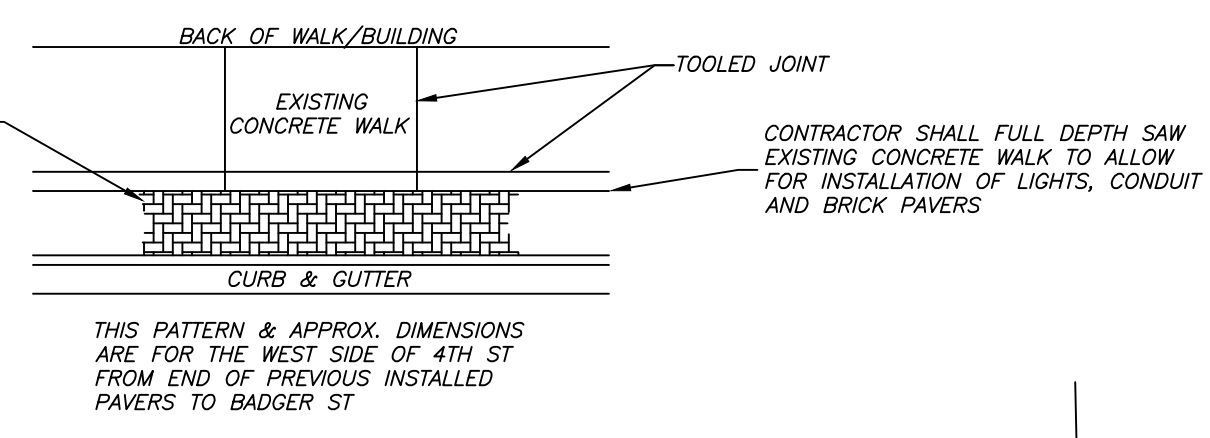 BACK OF WALK/BUILDING
TOOLED JOINT
EXISTING
CONCRETE WALK
CONTRACTOR SHALL FULL DEPTH SAW
EXISTING CONCRETE WALK TO ALLOW
FOR INSTALLATION OF LIGHTS, CONDUIT
AND BRICK PAVERS
CURB & GUTTER
THIS PATTERN & APPROX. DIMENSIONS
ARE FOR THE WEST SIDE OF 4TH ST
FROM END OF PREVIOUS INSTALLED
PAVERS TO BADGER ST